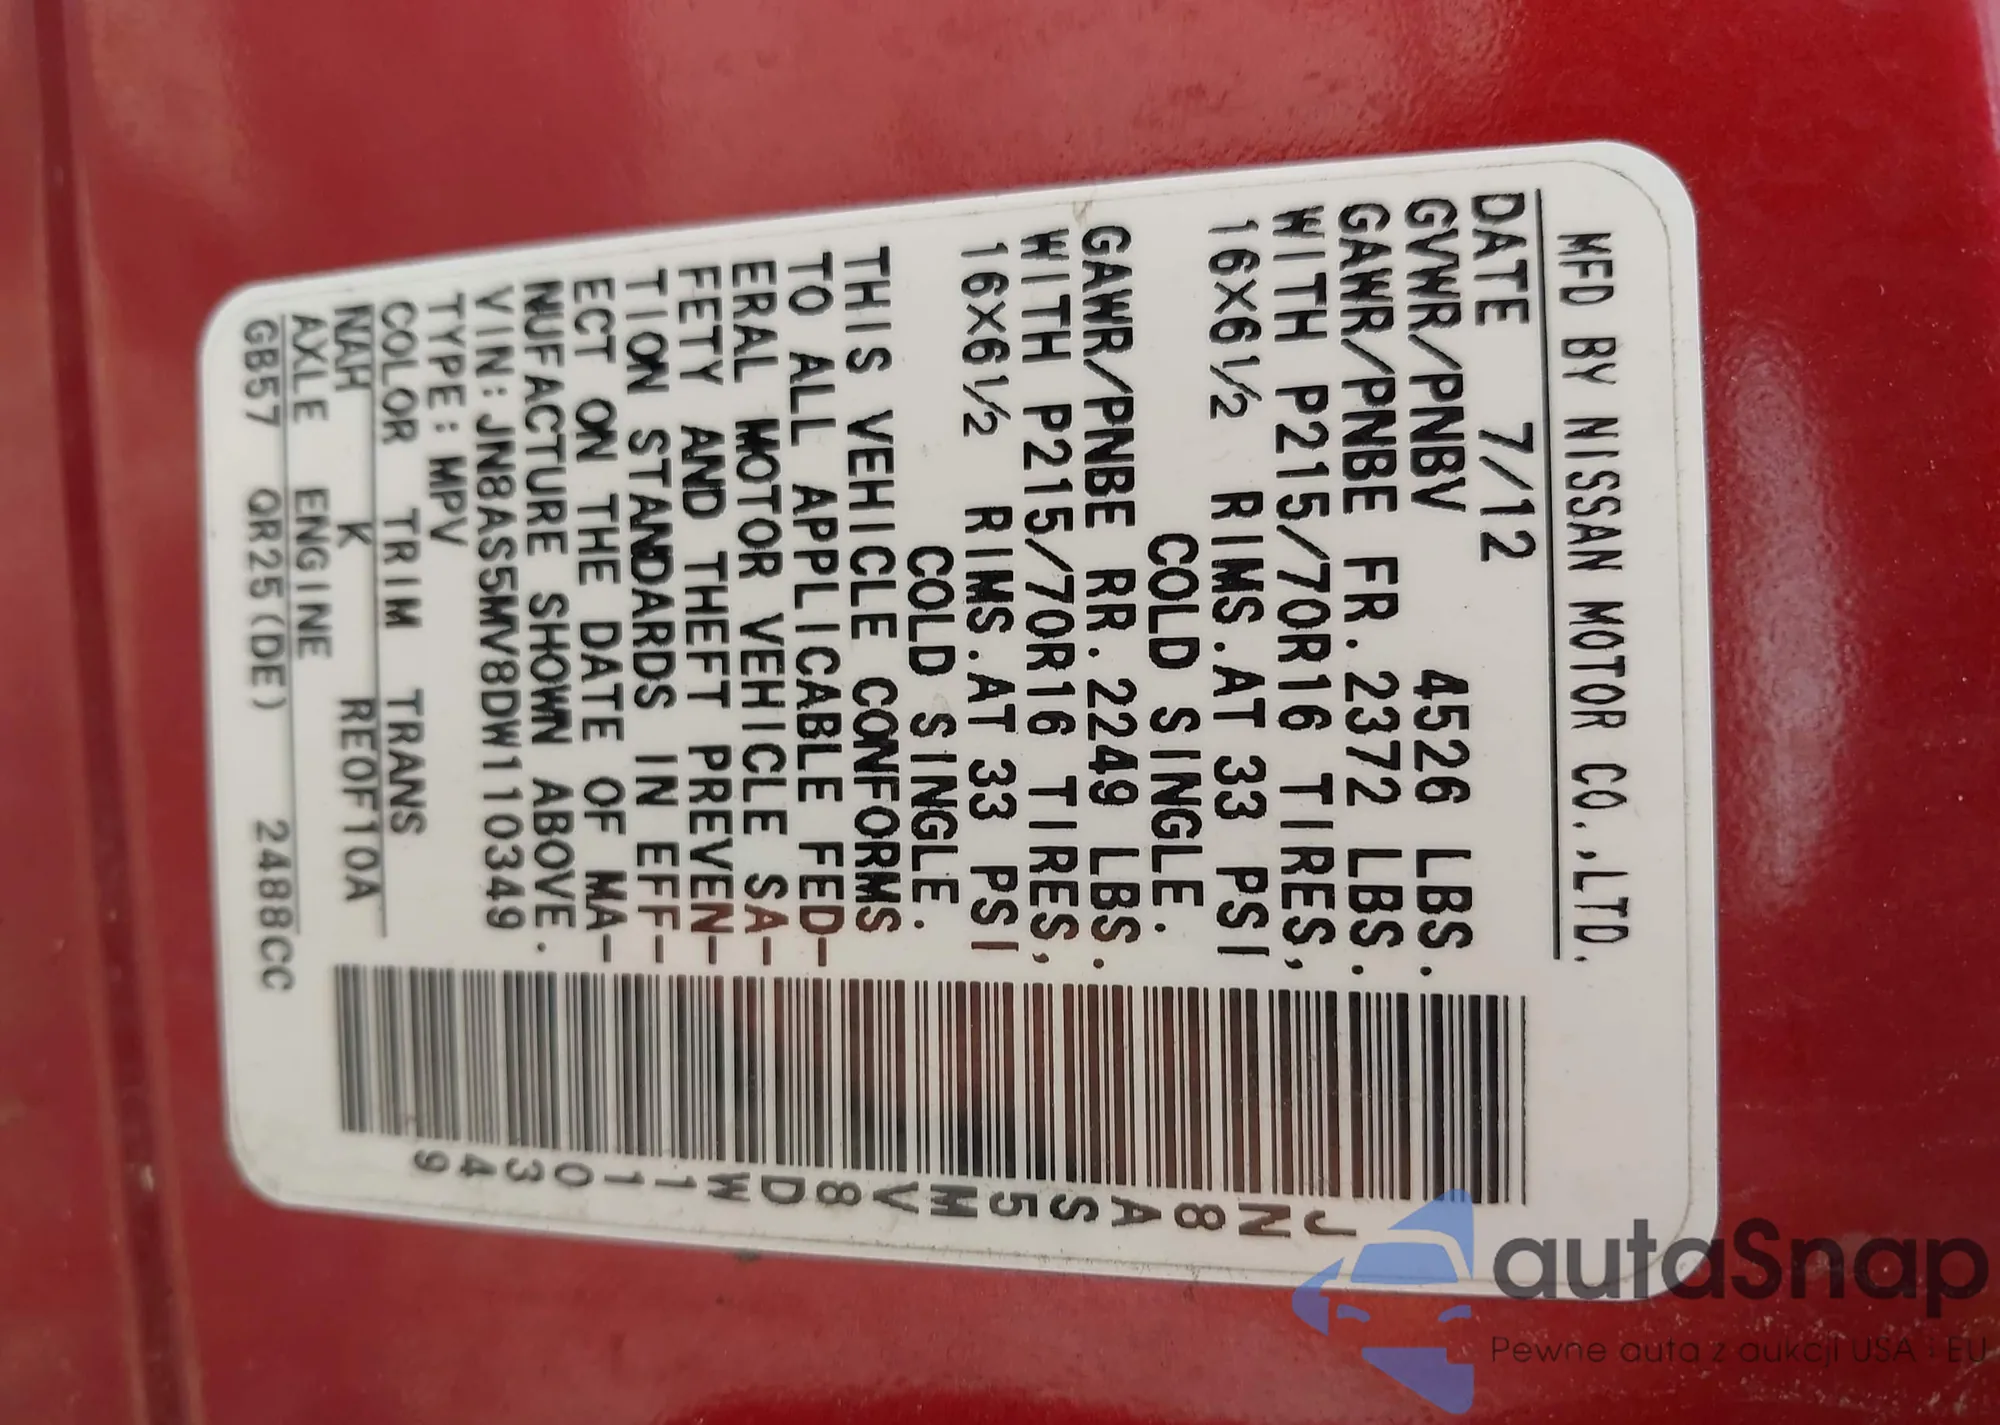 MFD BY NISSAN MOTOR CO.,LTD.
DATE 7/12
GVWR/PNBV 4526 LBS.
GAWR/PNBE FR. 2372 LBS.
WITH P215/70R16 TIRES,
16X6½ RIMS.AT 33 PSI
COLD SINGLE.
GAWR/PNBE RR. 2249 LBS.
WITH P215/70R16 TIRES,
16X6½ RIMS.AT 33 PSI
COLD SINGLE.
THIS VEHICLE CONFORMS
TO ALL APPLICABLE FED-
ERAL MOTOR VEHICLE SA-
FETY AND THEFT PREVEN-
TION STANDARDS IN EFF-
ECT ON THE DATE OF MA-
NUFACTURE SHOWN ABOVE.
VIN:JN8AS5MV8DW110349
TYPE:MPV
COLOR TRIM TRANS
NAH K RE0F10A
AXLE ENGINE
GB57 QR25(DE) 2488CC
JN8AS5MV8DW110349
autaSnap
Pewne auta z aukcji USA i EU